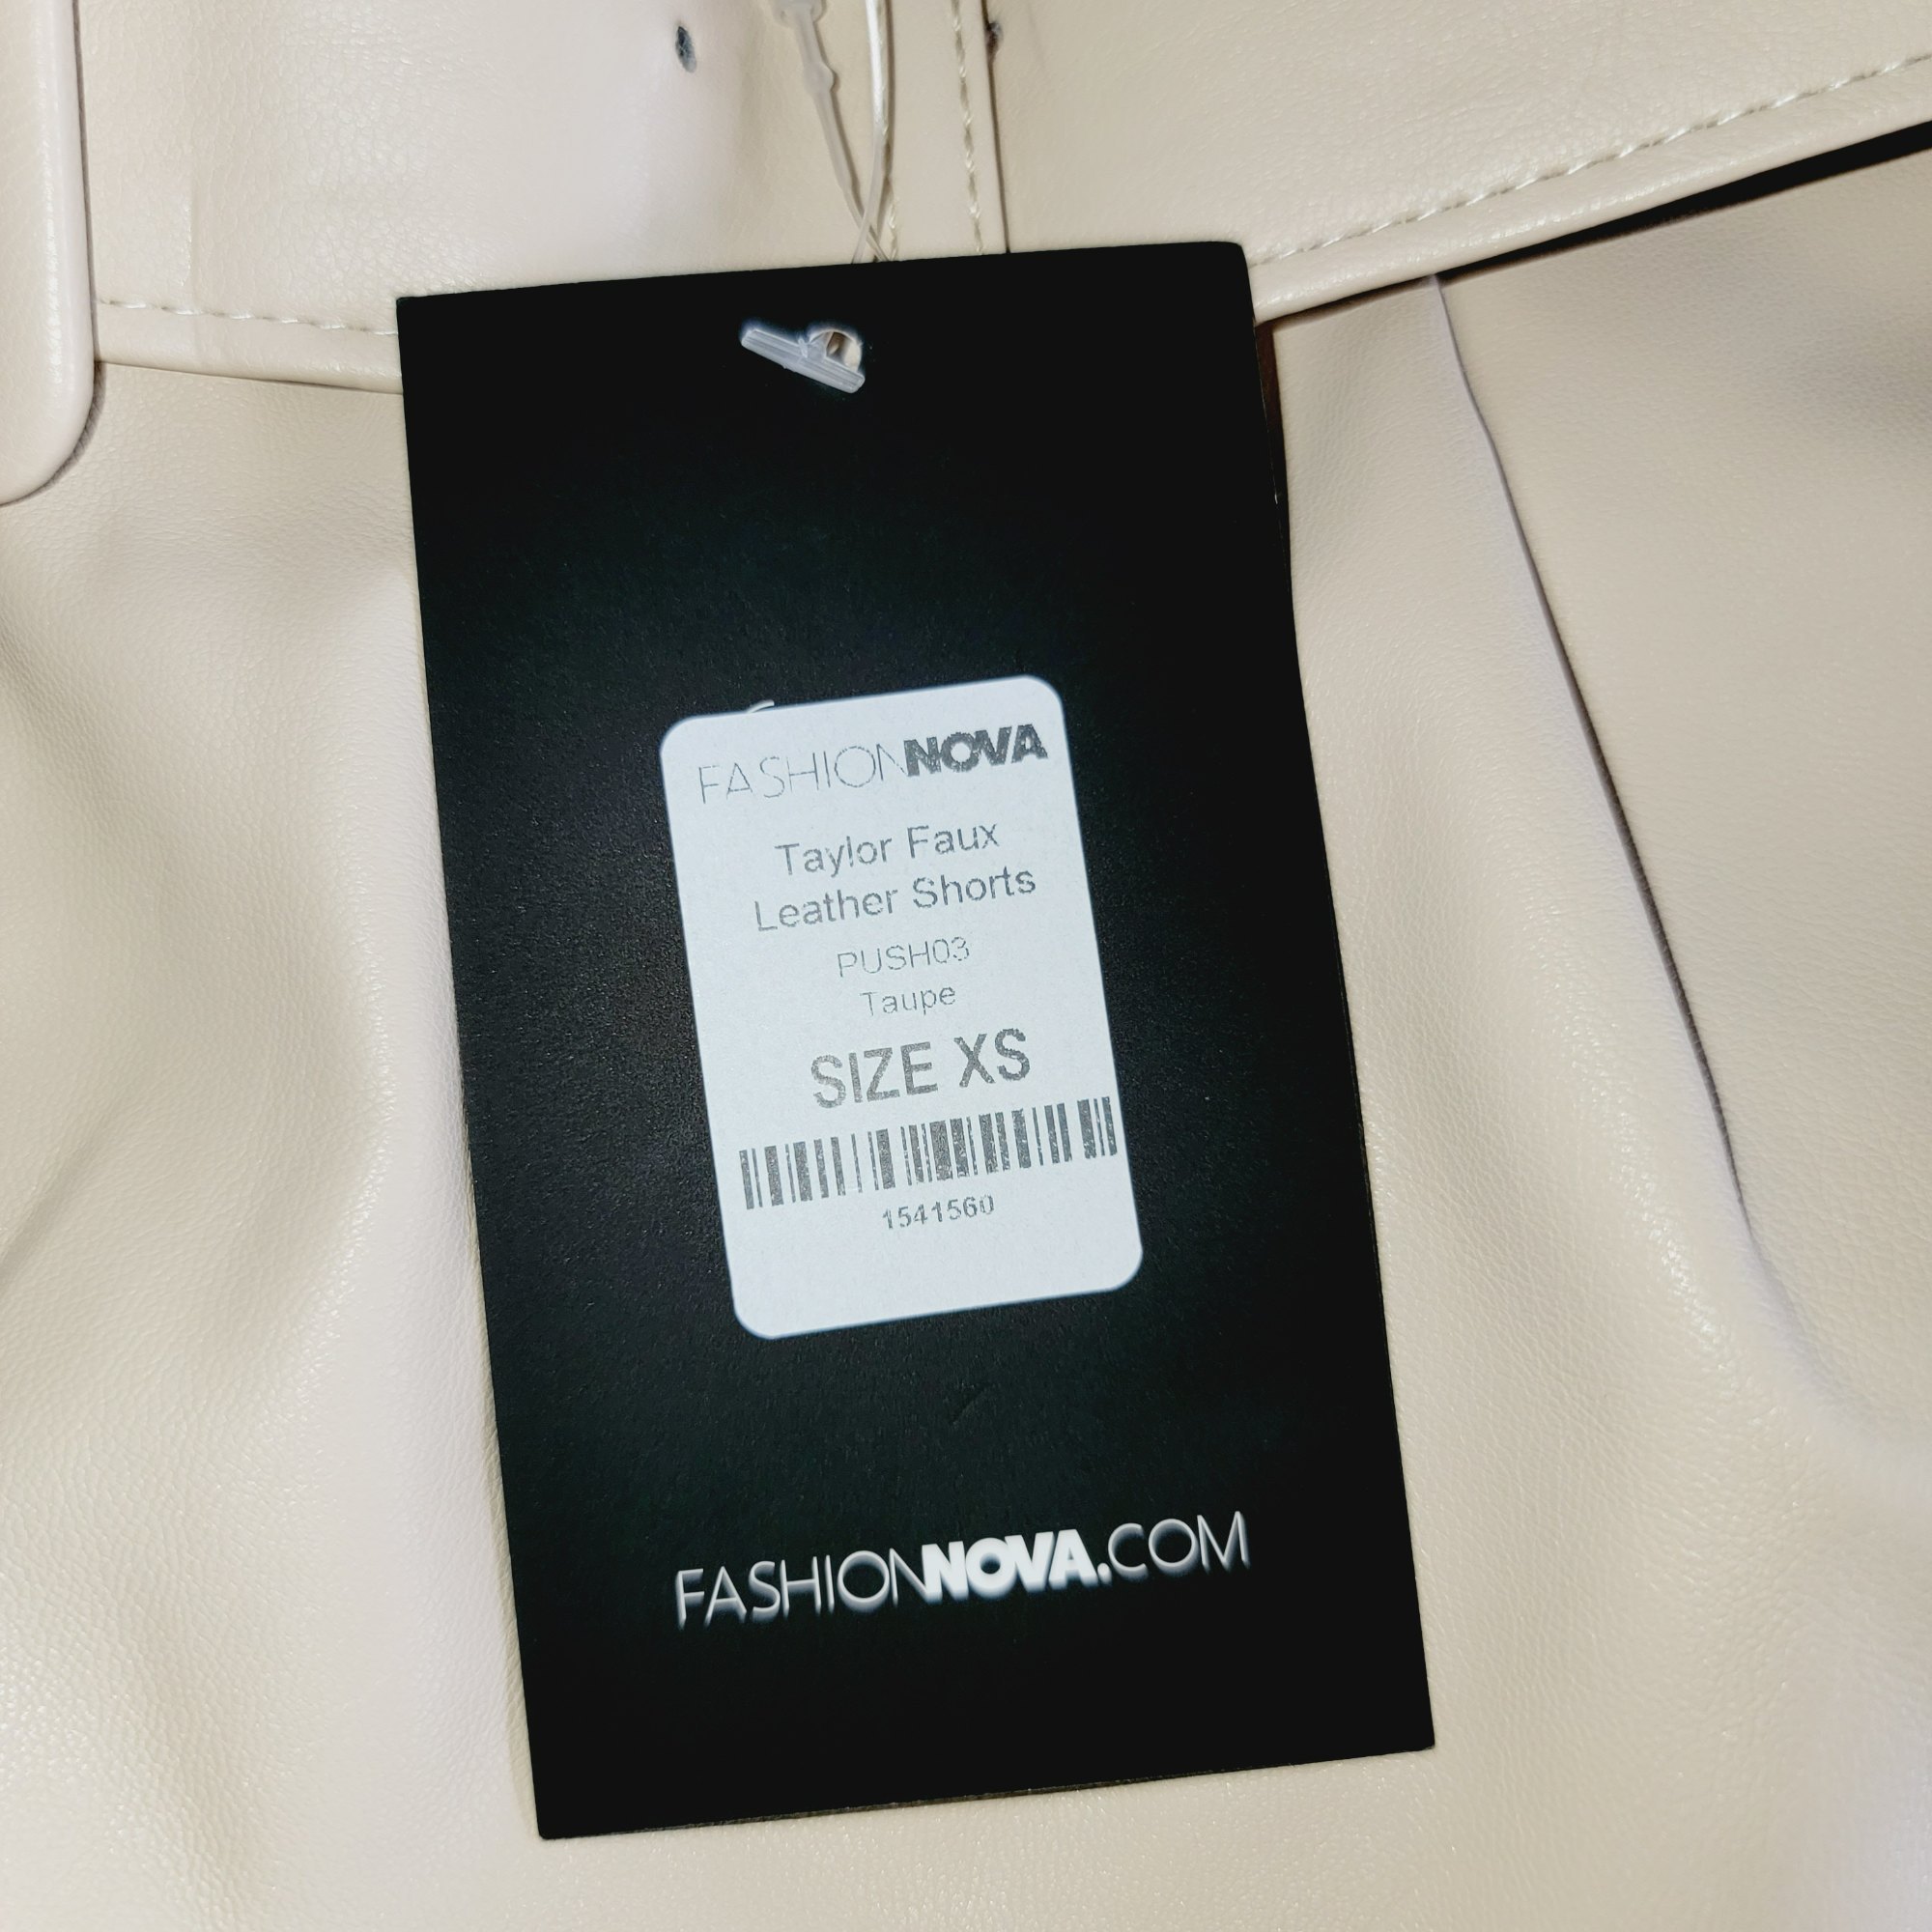 FASHIONNOVA
Taylor Faux
Leather Shorts
PUSH03
Taupe
SIZE XS
1541560
FASHIONNOVA.COM